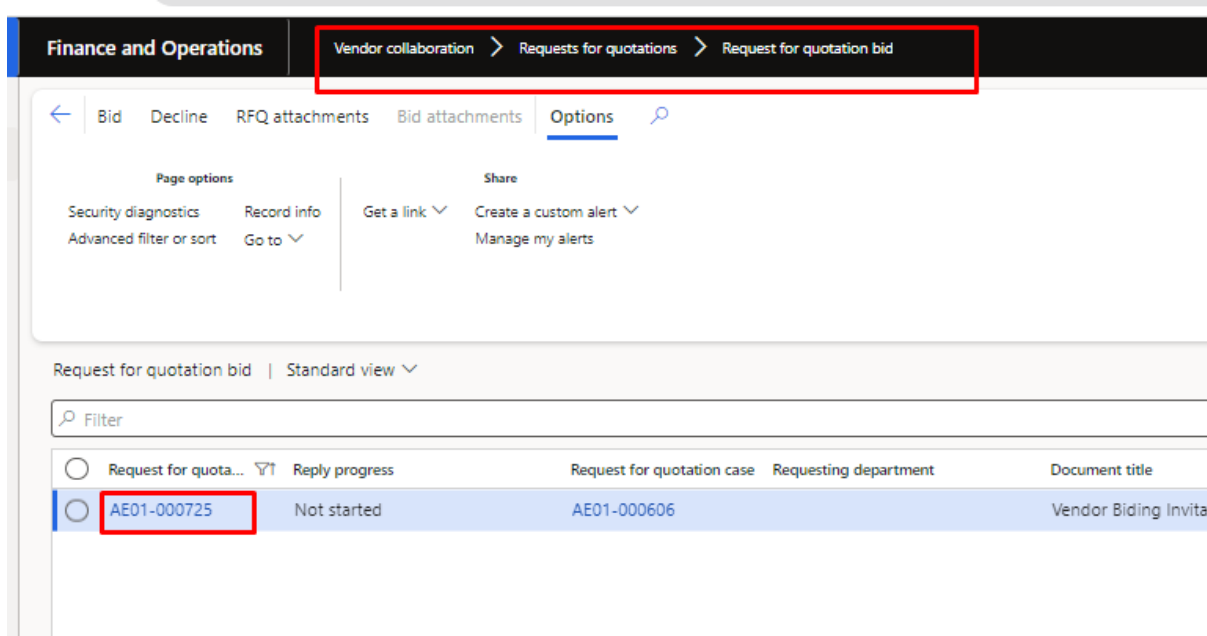 Finance and Operations Vendor collaboration > Requests for quotations > Request for quotation bid
Bid Decline RFQ attachments Bid attachments Options
Page options Share
Security diagnostics Record info Get a link Create a custom alert
Advanced filter or sort Go to Manage my alerts
Request for quotation bid | Standard view
Filter
Request for quota... Reply progress Request for quotation case Requesting department Document title
AE01-000725 Not started AE01-000606 Vendor Biding Invita